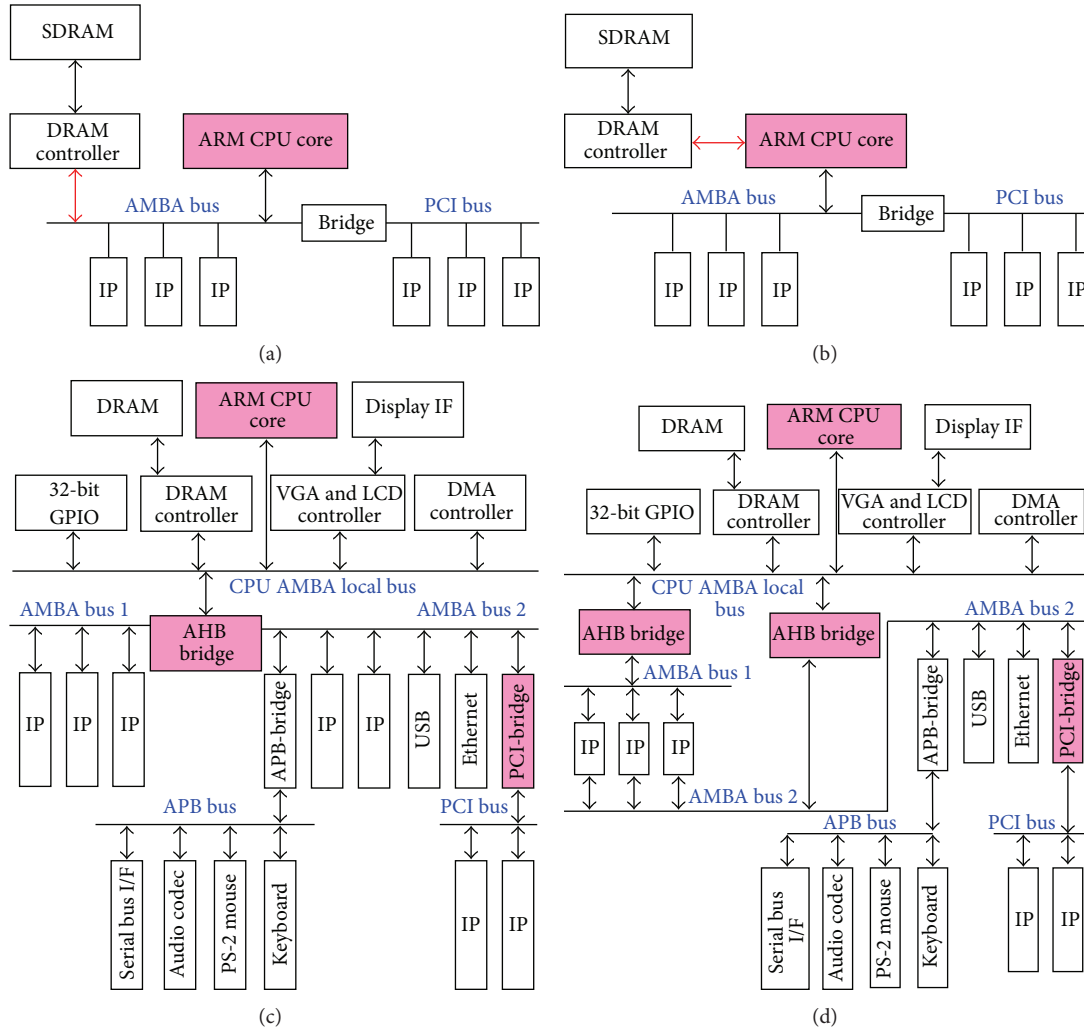 SDRAM
DRAM
controller
ARM CPU core
AMBA bus
PCI bus
Bridge
IP
IP
IP
IP
IP
IP
(a)
SDRAM
DRAM
controller
ARM CPU core
AMBA bus
PCI bus
Bridge
IP
IP
IP
IP
IP
IP
(b)
DRAM
ARM CPU
core
Display IF
32-bit
GPIO
DRAM
controller
VGA and LCD
controller
DMA
controller
CPU AMBA local bus
AMBA bus 1
AMBA bus 2
AHB
bridge
IP
IP
IP
APB-bridge
IP
IP
USB
Ethernet
PCI-bridge
APB bus
PCI bus
Serial bus I/F
Audio codec
PS-2 mouse
Keyboard
IP
IP
(c)
DRAM
ARM CPU
core
Display IF
32-bit GPIO
DRAM
controller
VGA and LCD
controller
DMA
controller
CPU AMBA local
bus
AMBA bus 2
AHB bridge
AHB bridge
AMBA bus 1
APB-bridge
USB
Ethernet
PCI-bridge
IP
IP
IP
AMBA bus 2
APB bus
PCI bus
Serial bus
I/F
Audio codec
PS-2 mouse
Keyboard
IP
IP
(d)